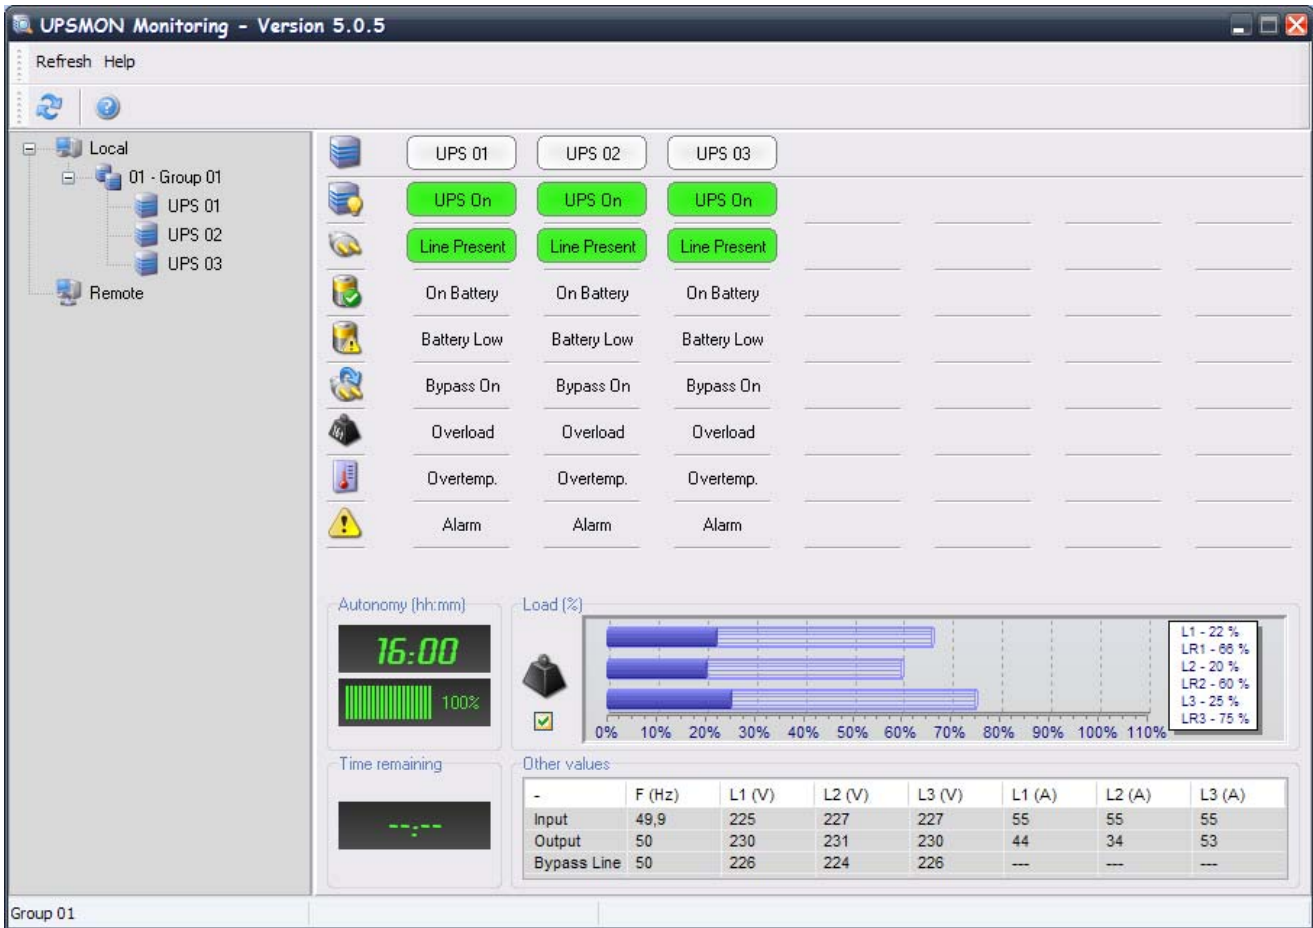 UPSMON Monitoring - Version 5.0.5
Refresh Help
Local
01 - Group 01
UPS 01
UPS 02
UPS 03
Remote
UPS 01 UPS 02 UPS 03
UPS On UPS On UPS On
Line Present Line Present Line Present
On Battery On Battery On Battery
Battery Low Battery Low Battery Low
Bypass On Bypass On Bypass On
Overload Overload Overload
Overtemp. Overtemp. Overtemp.
Alarm Alarm Alarm
Autonomy (hh:mm)
16:00
100%
Load (%)
L1 - 22 %
LR1 - 66 %
L2 - 20 %
LR2 - 60 %
L3 - 25 %
LR3 - 75 %
0% 10% 20% 30% 40% 50% 60% 70% 80% 90% 100% 110%
Time remaining
--:--
Other values
- F (Hz) L1 (V) L2 (V) L3 (V) L1 (A) L2 (A) L3 (A)
Input 49,9 225 227 227 55 55 55
Output 50 230 231 230 44 34 53
Bypass Line 50 226 224 226 --- --- ---
Group 01